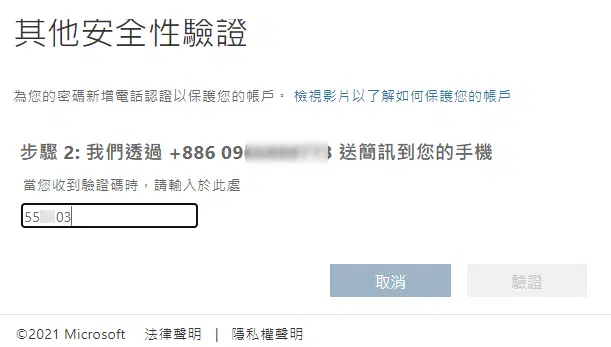 其他安全性驗證
為您的密碼新增電話認證以保護您的帳戶。 檢視影片以了解如何保護您的帳戶
步驟 2: 我們透過 +886 09 3 送簡訊到您的手機
當您收到驗證碼時，請輸入於此處
55 03
取消 驗證
©2021 Microsoft 法律聲明 | 隱私權聲明